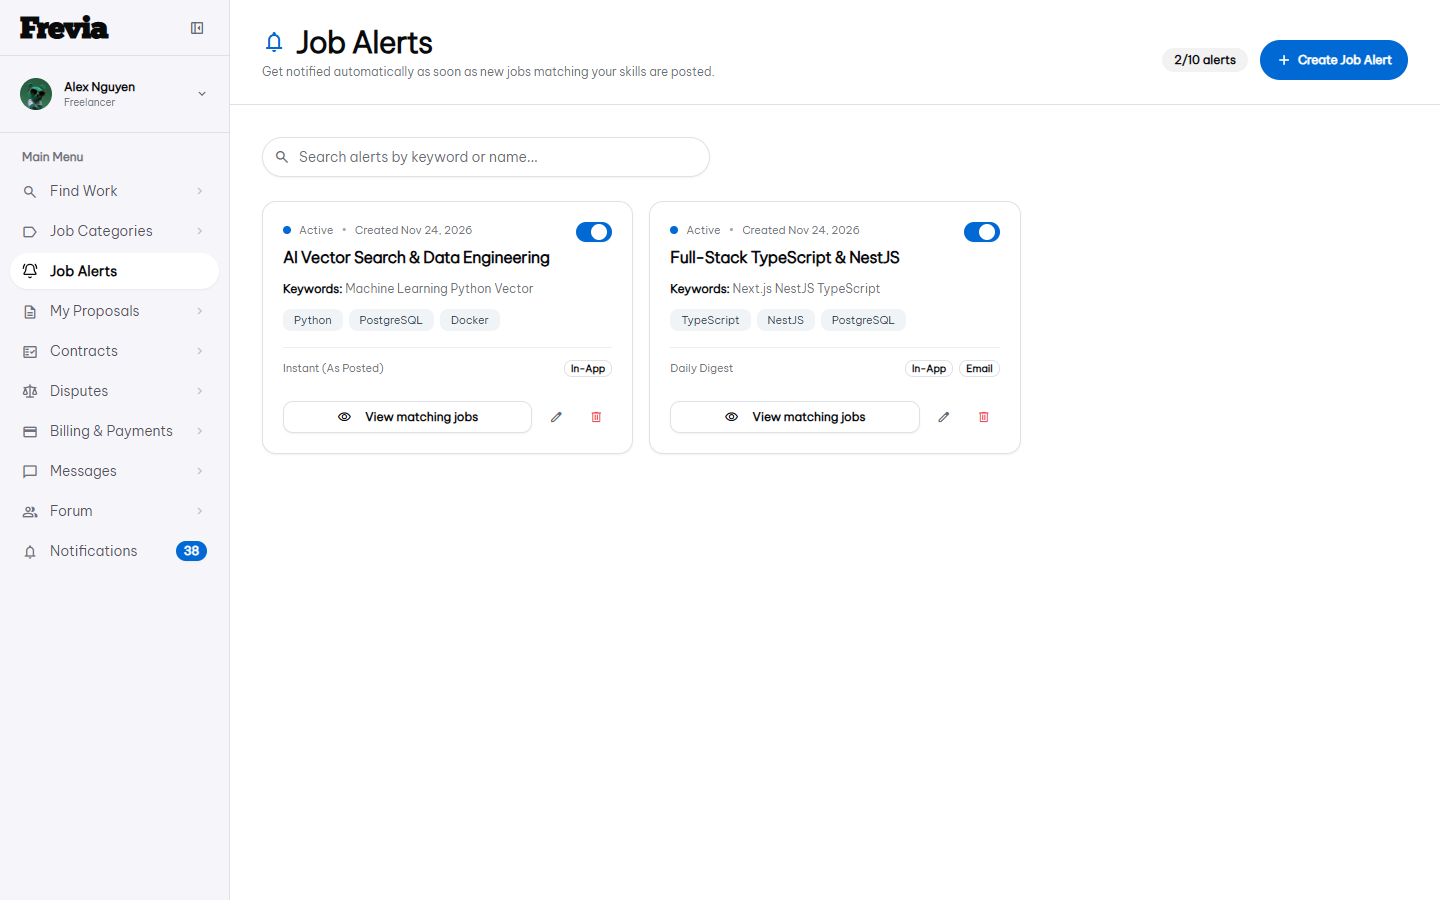 Frevia
Alex Nguyen
Freelancer
Main Menu
Find Work
Job Categories
Job Alerts
My Proposals
Contracts
Disputes
Billing & Payments
Messages
Forum
Notifications 38
Job Alerts
Get notified automatically as soon as new jobs matching your skills are posted.
2/10 alerts
+ Create Job Alert
Search alerts by keyword or name...
Active • Created Nov 24, 2026
AI Vector Search & Data Engineering
Keywords: Machine Learning Python Vector
Python PostgreSQL Docker
Instant (As Posted) In-App
View matching jobs
Active • Created Nov 24, 2026
Full-Stack TypeScript & NestJS
Keywords: Next.js NestJS TypeScript
TypeScript NestJS PostgreSQL
Daily Digest In-App Email
View matching jobs